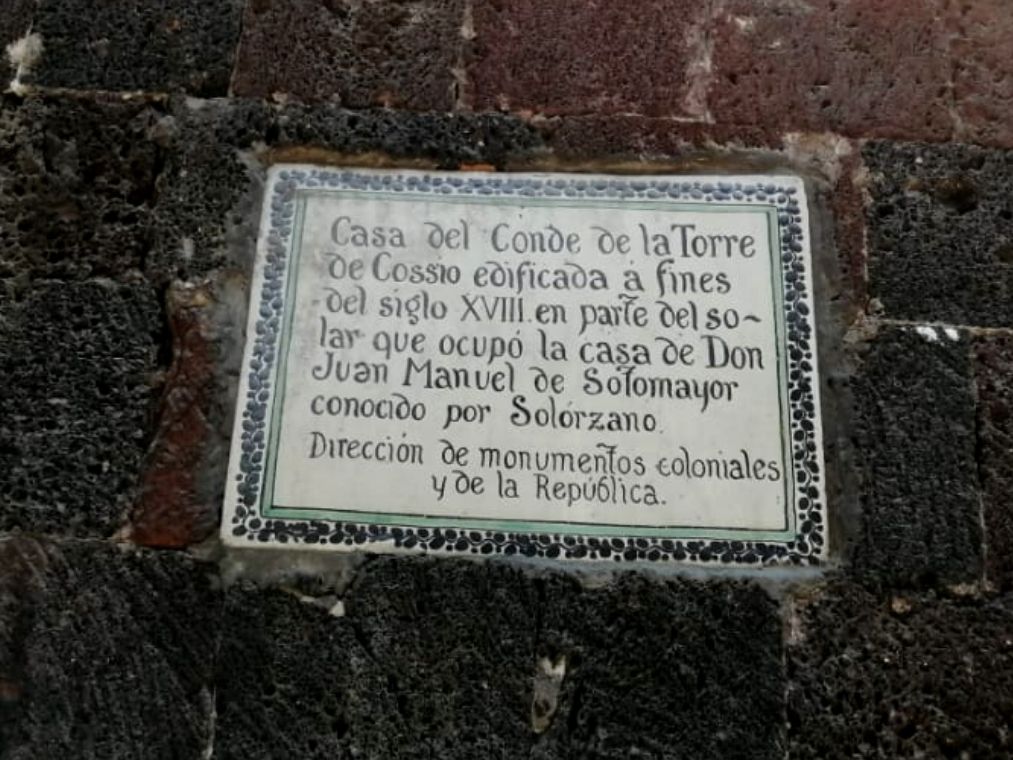 Casa del Conde de la Torre
de Cossio edificada a fines
del siglo XVIII. en parte del so~
lar que ocupó la casa de Don
Juan Manuel de Sotomayor
conocido por Solórzano.
Dirección de monumentos coloniales
y de la República.